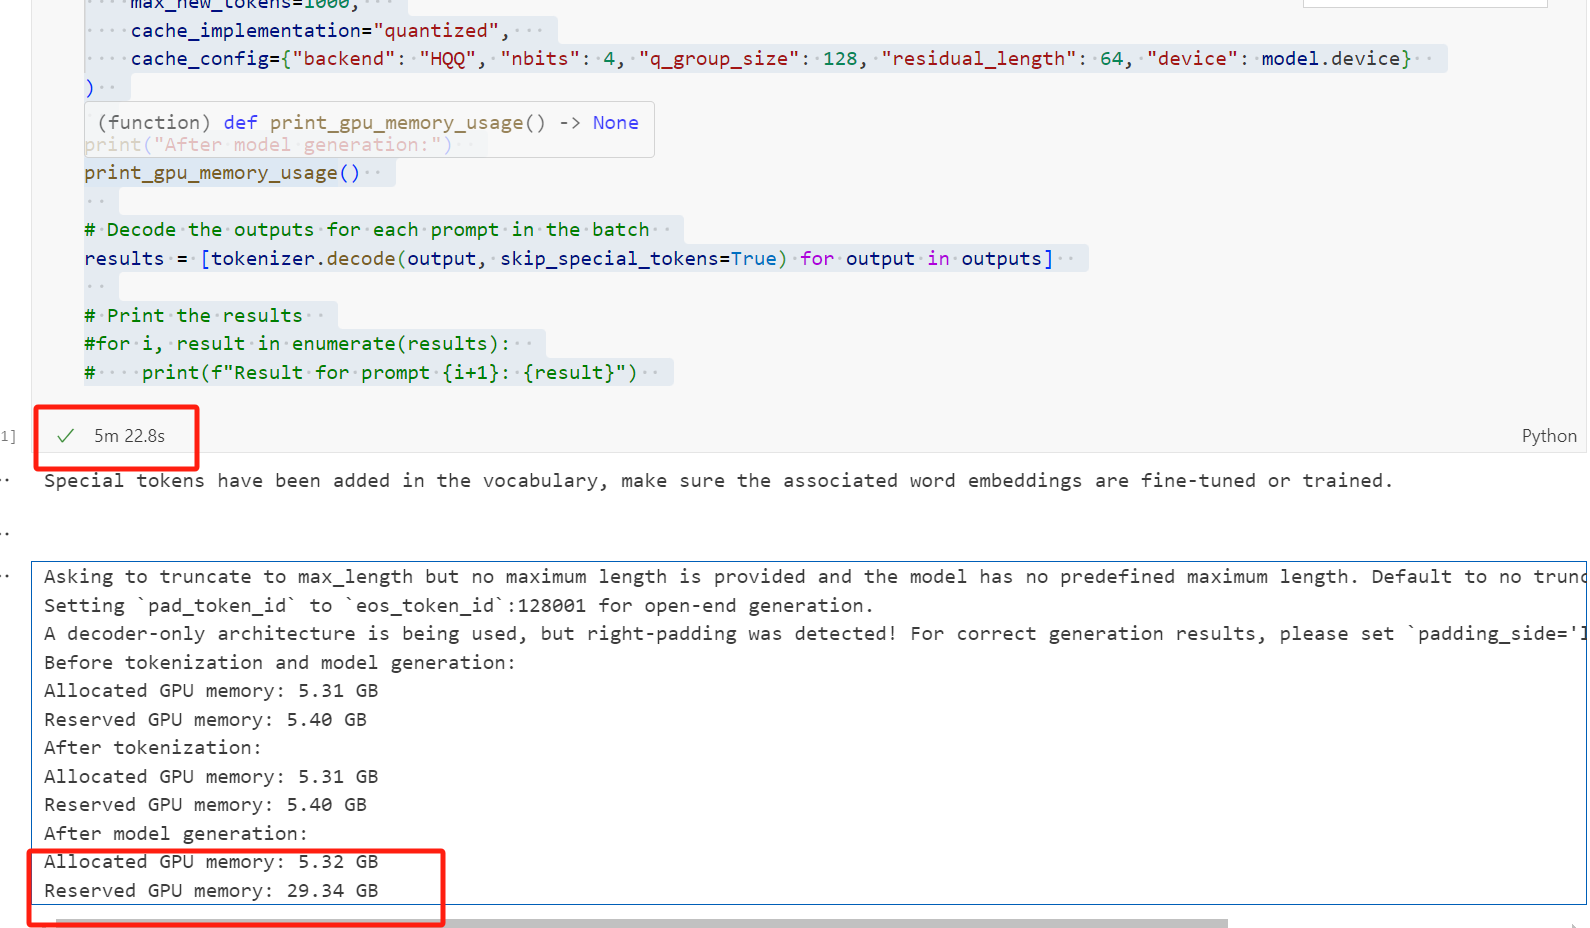 max_new_tokens=1000,
cache_implementation="quantized",
cache_config={"backend": "HQQ", "nbits": 4, "q_group_size": 128, "residual_length": 64, "device": model.device}
)
(function) def print_gpu_memory_usage() -> None
print("After model generation:")
print_gpu_memory_usage()
# Decode the outputs for each prompt in the batch
results = [tokenizer.decode(output, skip_special_tokens=True) for output in outputs]
# Print the results
#for i, result in enumerate(results):
#    print(f"Result for prompt {i+1}: {result}")
1]
5m 22.8s
Python
Special tokens have been added in the vocabulary, make sure the associated word embeddings are fine-tuned or trained.
Asking to truncate to max_length but no maximum length is provided and the model has no predefined maximum length. Default to no trunc
Setting `pad_token_id` to `eos_token_id`:128001 for open-end generation.
A decoder-only architecture is being used, but right-padding was detected! For correct generation results, please set `padding_side='l
Before tokenization and model generation:
Allocated GPU memory: 5.31 GB
Reserved GPU memory: 5.40 GB
After tokenization:
Allocated GPU memory: 5.31 GB
Reserved GPU memory: 5.40 GB
After model generation:
Allocated GPU memory: 5.32 GB
Reserved GPU memory: 29.34 GB